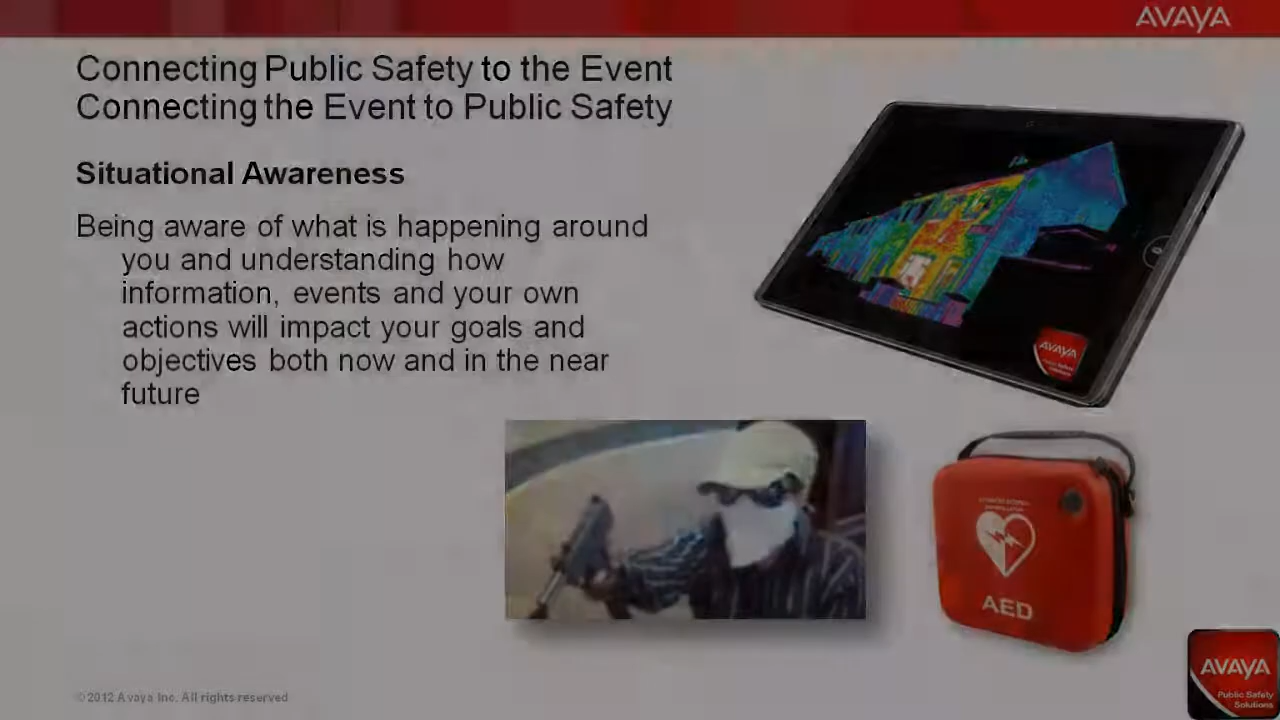 AVAYA
Connecting Public Safety to the Event
Connecting the Event to Public Safety
Situational Awareness
Being aware of what is happening around
you and understanding how
information, events and your own
actions will impact your goals and
objectives both now and in the near
future
AVAYA
AED
© 2012 Avaya Inc. All rights reserved
AVAYA
Public Safety
Solutions